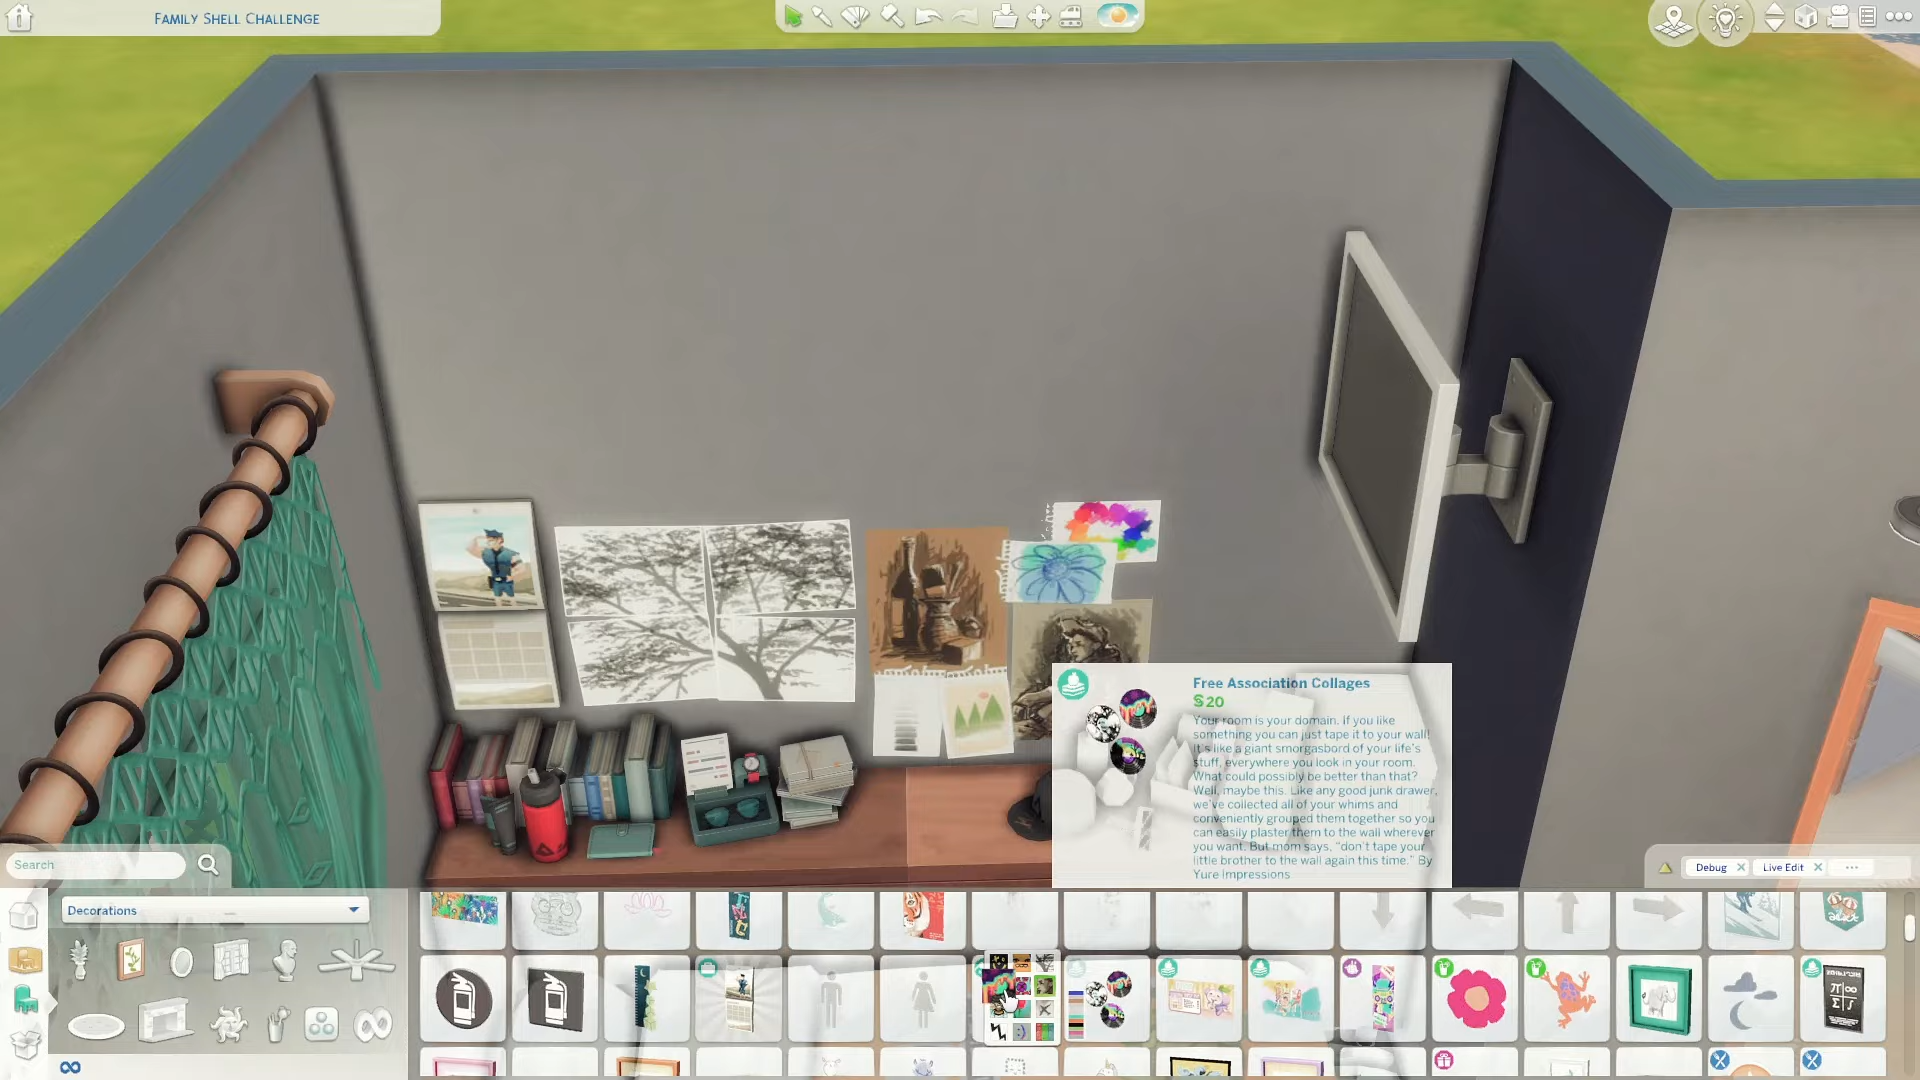 FAMILY SHELL CHALLENGE
Free Association Collages
§20
Your room is your domain. If you like
something you can just tape it to your wall!
It's like a giant smorgasbord of your life's
stuff, everywhere you look in your room.
What could possibly be better than that?
Well, maybe this. Like any good junk drawer,
we've collected all of your whims and
conveniently grouped them together so you
can easily plaster them to the wall wherever
you want. But mom says, "don't tape your
little brother to the wall again this time." By
Yure Impressions
Search
Debug
Live Edit
Decorations